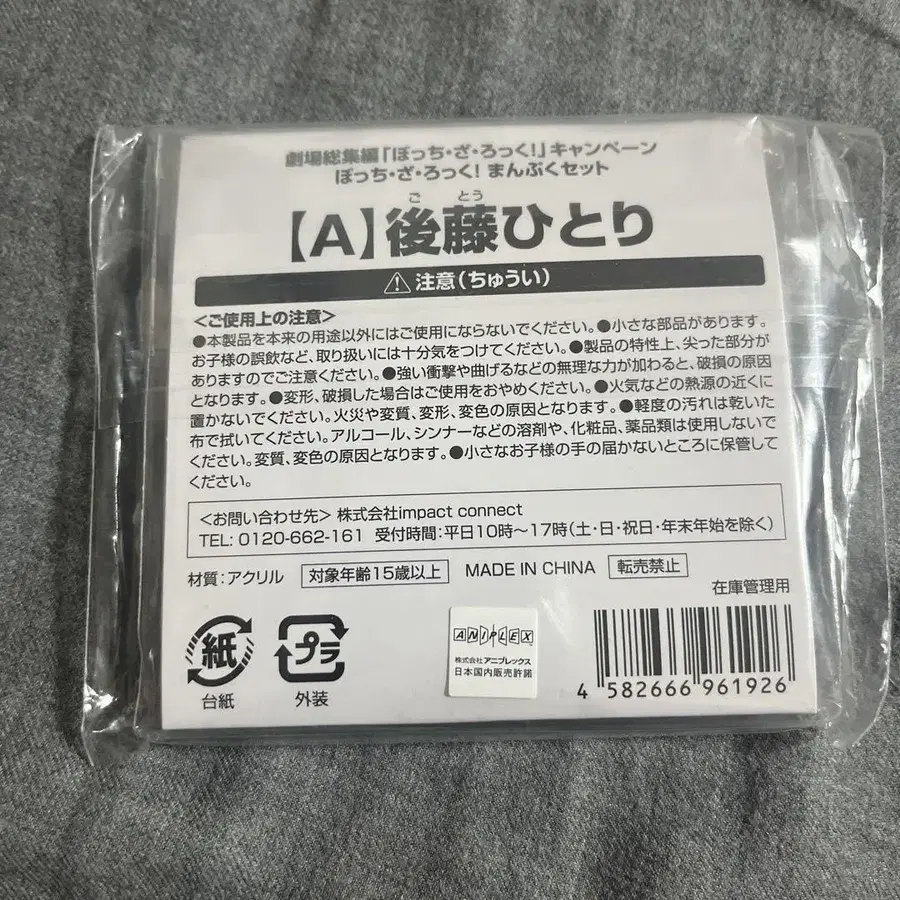 劇場総集編「ぼっち・ざ・ろっく!」キャンペーン
ぼっち・ざ・ろっく! まんぷくセット
ご とう
【A】後藤ひとり
注意(ちゅうい)
<ご使用上の注意>
●本製品を本来の用途以外にはご使用にならないでください。●小さな部品があります。
お子様の誤飲など、取り扱いには十分気をつけてください。●製品の特性上、尖った部分が
ありますのでご注意ください。●強い衝撃や曲げるなどの無理な力が加わると、破損の原因
となります。●変形、破損した場合はご使用をおやめください。●火気などの熱源の近くに
置かないでください。火災や変質、変形、変色の原因となります。●軽度の汚れは乾いた
布で拭いてください。アルコール、シンナーなどの溶剤や、化粧品、薬品類は使用しないで
ください。変質、変色の原因となります。●小さなお子様の手の届かないところに保管して
ください。
<お問い合わせ先> 株式会社impact connect
TEL: 0120-662-161 受付時間:平日10時～17時(土・日・祝日・年末年始を除く)
材質:アクリル 対象年齢15歳以上 MADE IN CHINA 転売禁止
在庫管理用
紙
台紙
プラ
外装
ANIPLEX
株式会社アニプレックス
日本国内販売許諾
4 582666 961926